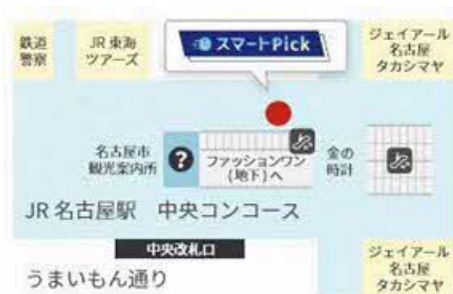 鉄道
警察
JR 東海
ツアーズ
スマートPick
ジェイアール
名古屋
タカシマヤ
名古屋市
観光案内所
?
ファッションワン
(地下)へ
金の
時計
JR 名古屋駅 中央コンコース
中央改札口
うまいもん通り
ジェイアール
名古屋
タカシマヤ